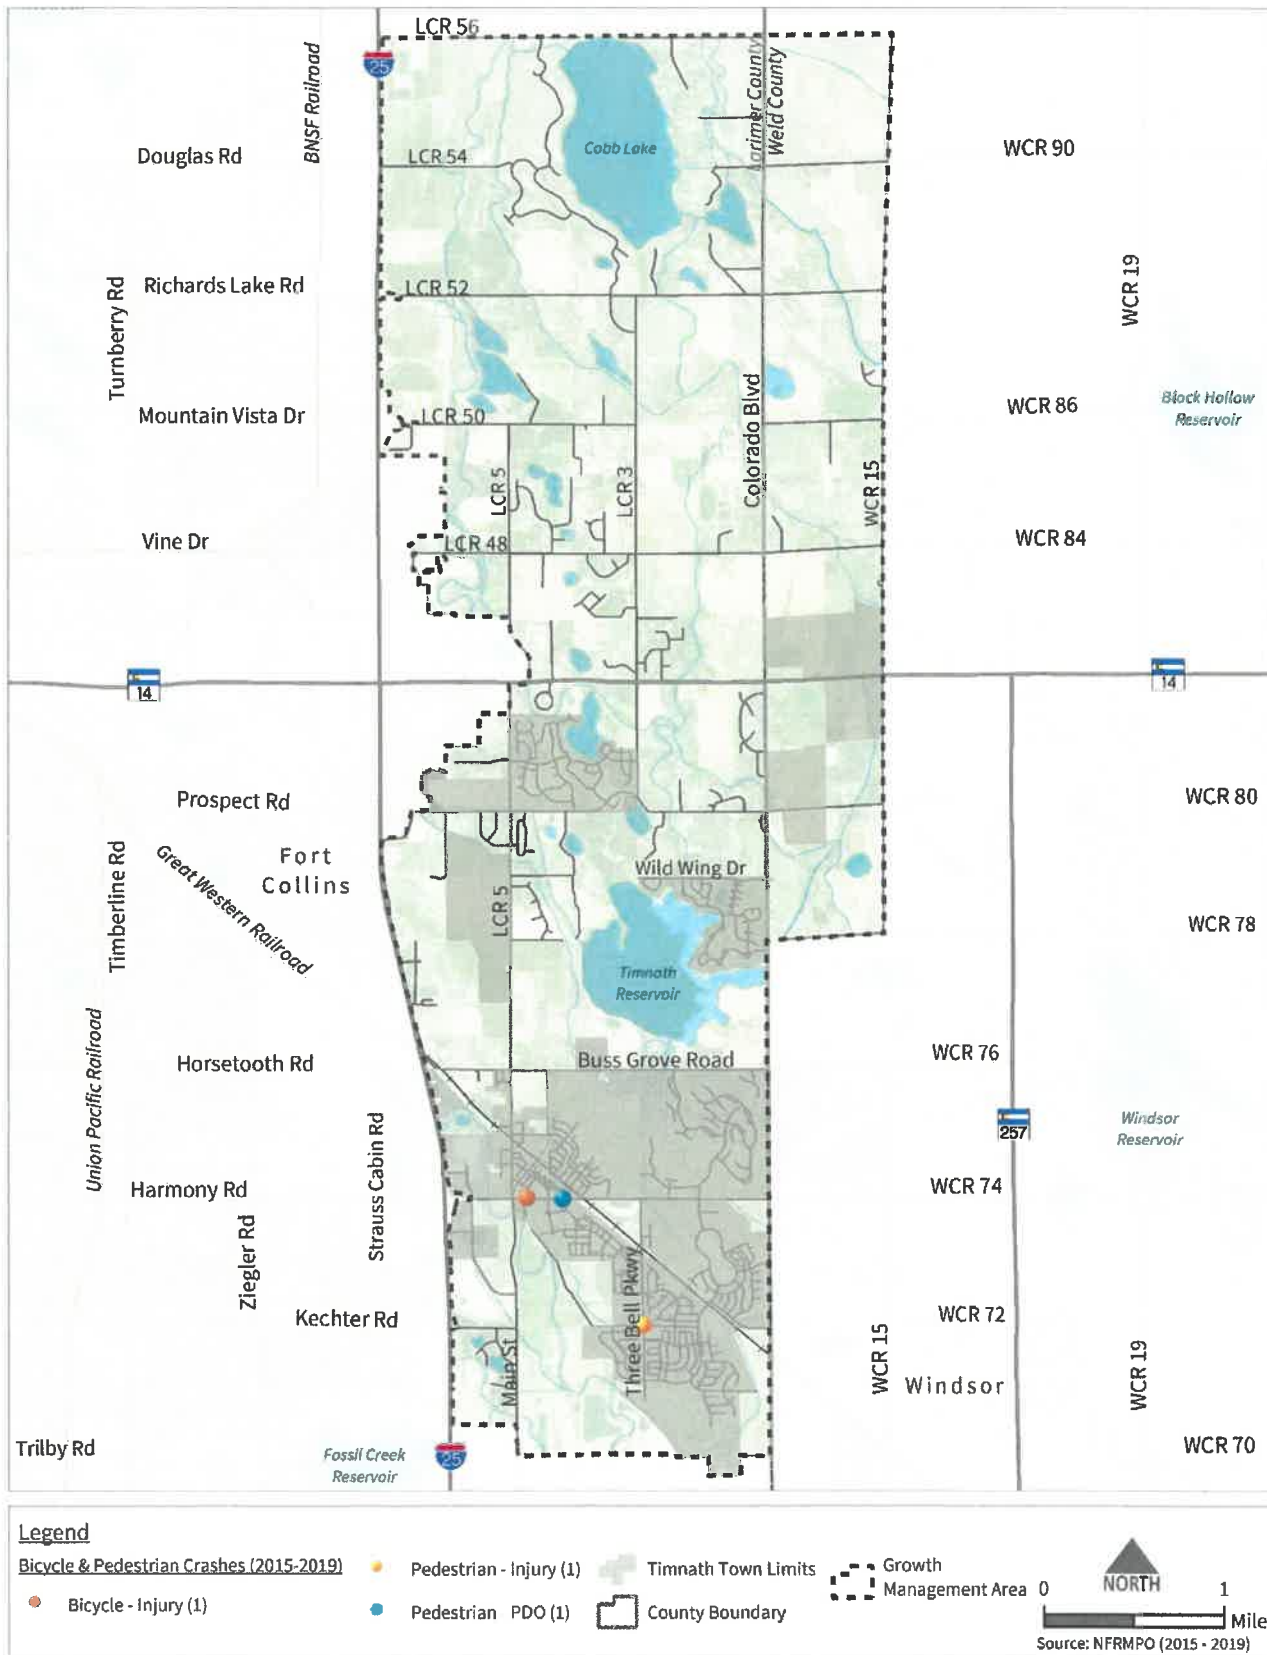 LCR 56
25
BNSF Railroad
Larimer County
Weld County
Cobb Lake
Douglas Rd
LCR 54
WCR 90
Richards Lake Rd
LCR 52
Turnberry Rd
WCR 19
Colorado Blvd
Mountain Vista Dr
LCR 50
WCR 86
Black Hollow
Reservoir
LCR 5
LCR 3
WCR 15
Vine Dr
LCR 48
WCR 84
14
14
Prospect Rd
WCR 80
Timberline Rd
Great Western Railroad
Fort
Collins
Wild Wing Dr
LCR 5
WCR 78
Timnath
Reservoir
Union Pacific Railroad
Horsetooth Rd
Buss Grove Road
WCR 76
257
Windsor
Reservoir
Strauss Cabin Rd
Harmony Rd
WCR 74
Ziegler Rd
Three Bell Pkwy
Kechter Rd
WCR 72
Main St
WCR 15
Windsor
WCR 19
Trilby Rd
Fossil Creek
Reservoir
25
WCR 70
Legend
Bicycle & Pedestrian Crashes (2015-2019)
Bicycle - Injury (1)
Pedestrian - Injury (1)
Pedestrian PDO (1)
Timnath Town Limits
County Boundary
Growth
Management Area
NORTH
0 1
Mile
Source: NFRMPO (2015 - 2019)